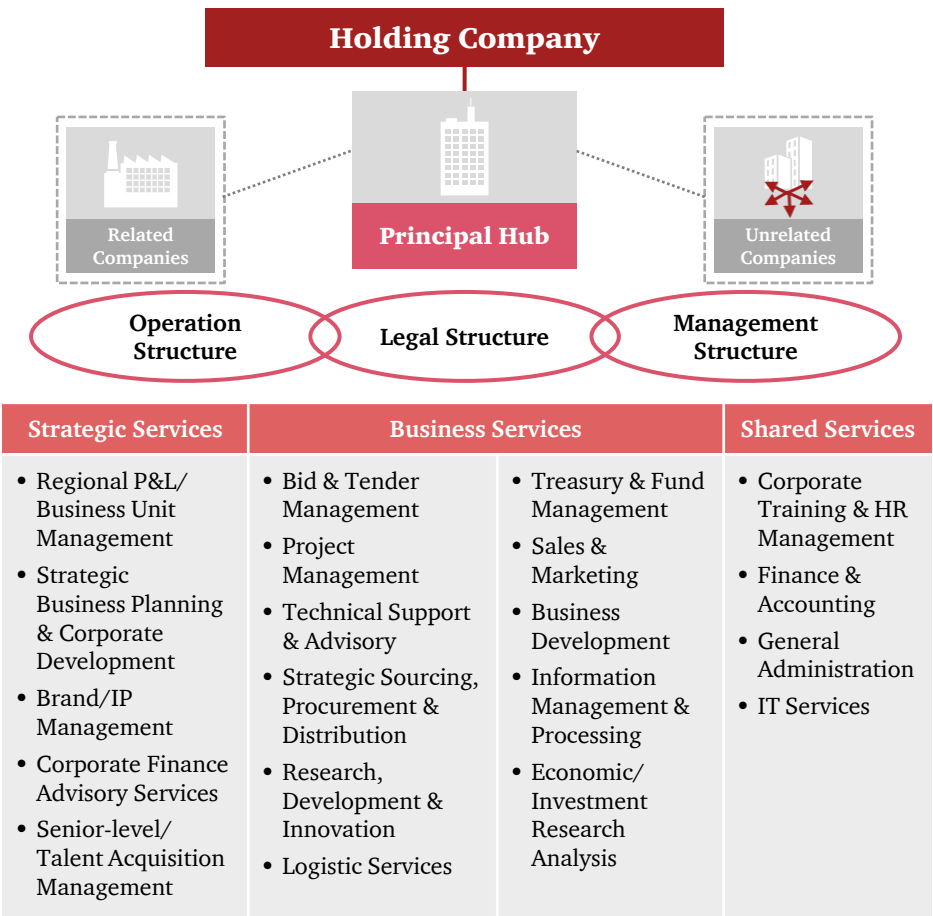 Holding Company
Related
Companies
Principal Hub
Unrelated
Companies
Operation
Structure
Legal Structure
Management
Structure
Strategic Services
• Regional P&L/
Business Unit
Management
• Strategic
Business Planning
& Corporate
Development
• Brand/IP
Management
• Corporate Finance
Advisory Services
• Senior-level/
Talent Acquisition
Management
Business Services
• Bid & Tender
Management
• Project
Management
• Technical Support
& Advisory
• Strategic Sourcing,
Procurement &
Distribution
• Research,
Development &
Innovation
• Logistic Services
• Treasury & Fund
Management
• Sales &
Marketing
• Business
Development
• Information
Management &
Processing
• Economic/
Investment
Research
Analysis
Shared Services
• Corporate
Training & HR
Management
• Finance &
Accounting
• General
Administration
• IT Services